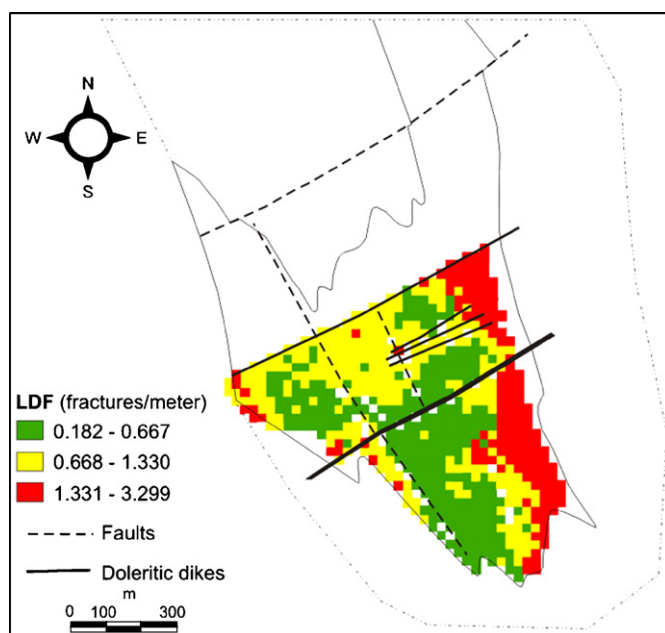 N
W E
S
LDF (fractures/meter)
0.182 - 0.667
0.668 - 1.330
1.331 - 3.299
Faults
Doleritic dikes
m
0 100 300